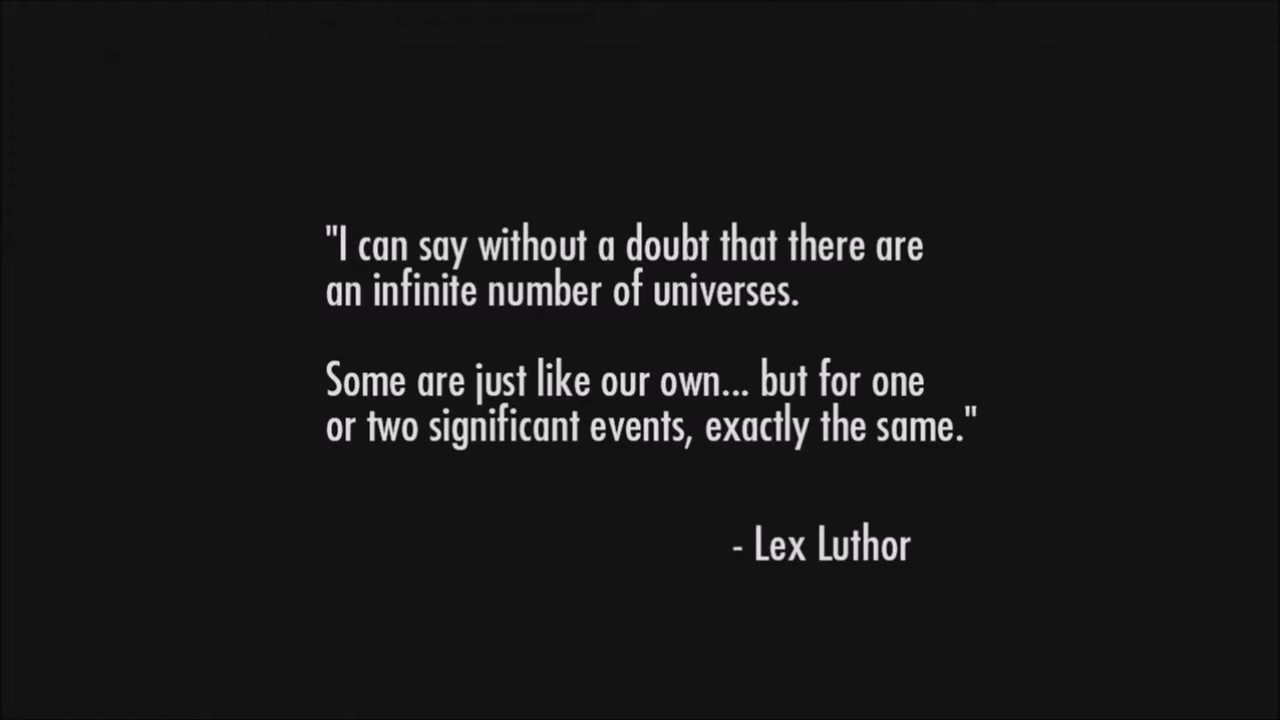 "I can say without a doubt that there are
an infinite number of universes.
Some are just like our own... but for one
or two significant events, exactly the same."
- Lex Luthor